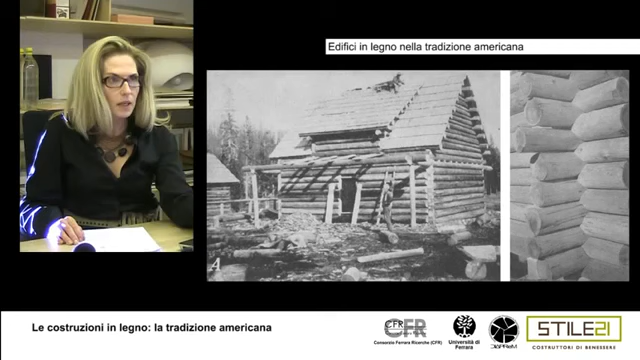 Edifici in legno nella tradizione americana
A
Le costruzioni in legno: la tradizione americana
CFR
CFR
Consorzio Ferrara Ricerche (CFR)
Università di
Ferrara
STILE21
COSTRUTTORI DI BENESSERE